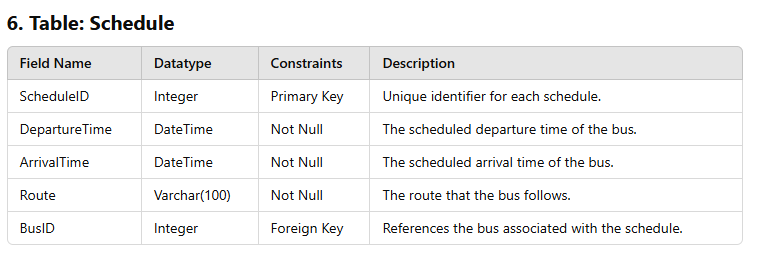 6. Table: Schedule
Field Name Datatype Constraints Description
ScheduleID Integer Primary Key Unique identifier for each schedule.
DepartureTime DateTime Not Null The scheduled departure time of the bus.
ArrivalTime DateTime Not Null The scheduled arrival time of the bus.
Route Varchar(100) Not Null The route that the bus follows.
BusID Integer Foreign Key References the bus associated with the schedule.